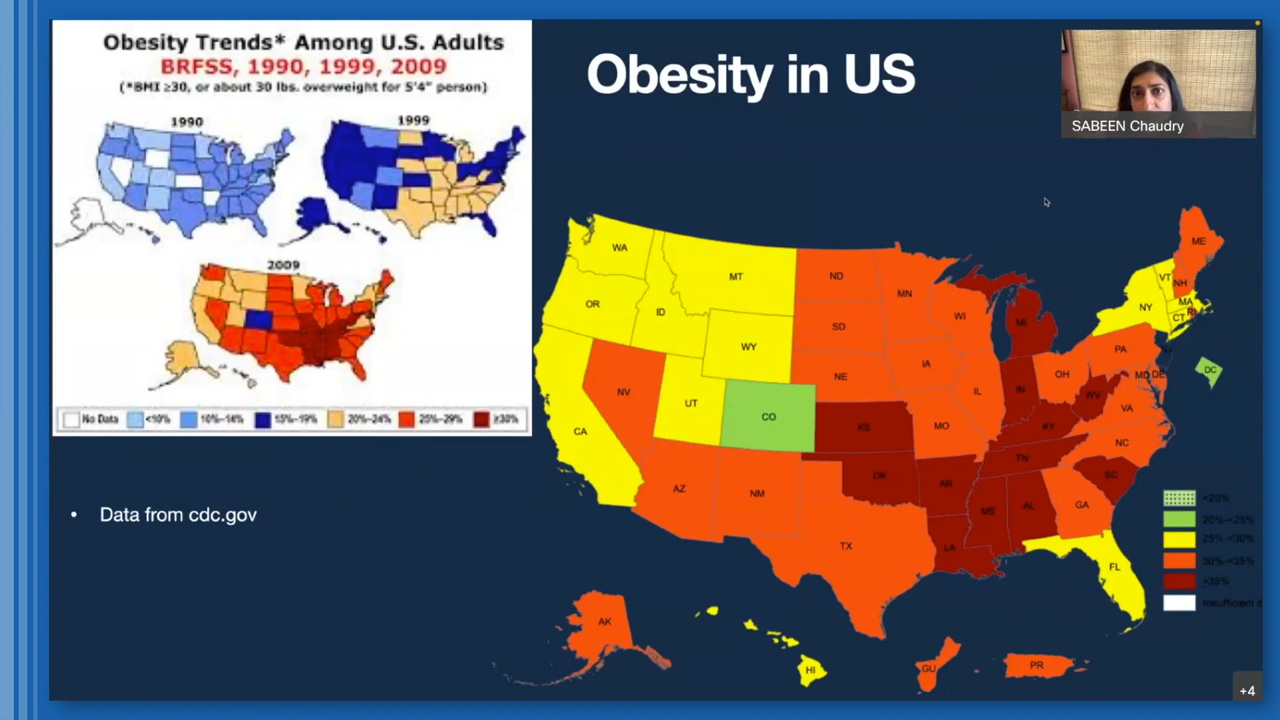 Obesity Trends* Among U.S. Adults
BRFSS, 1990, 1999, 2009
(*BMI ≥30, or about 30 lbs. overweight for 5'4" person)
1990
1999
2009
No Data
<10%
10%–14%
15%–19%
20%–24%
25%–29%
≥30%
Obesity in US
SABEEN Chaudry
• Data from cdc.gov
WA
MT
ND
MN
ME
VT
NH
OR
ID
SD
WI
MI
NY
MA
CT
WY
NE
IA
PA
NV
UT
CO
IL
IN
OH
MD
DE
DC
CA
KS
MO
KY
WV
VA
AZ
NM
OK
AR
TN
NC
SC
TX
LA
MS
AL
GA
FL
AK
HI
GU
PR
<20%
20%-<25%
25%-<30%
30%-<35%
>35%
Insufficient d
+4